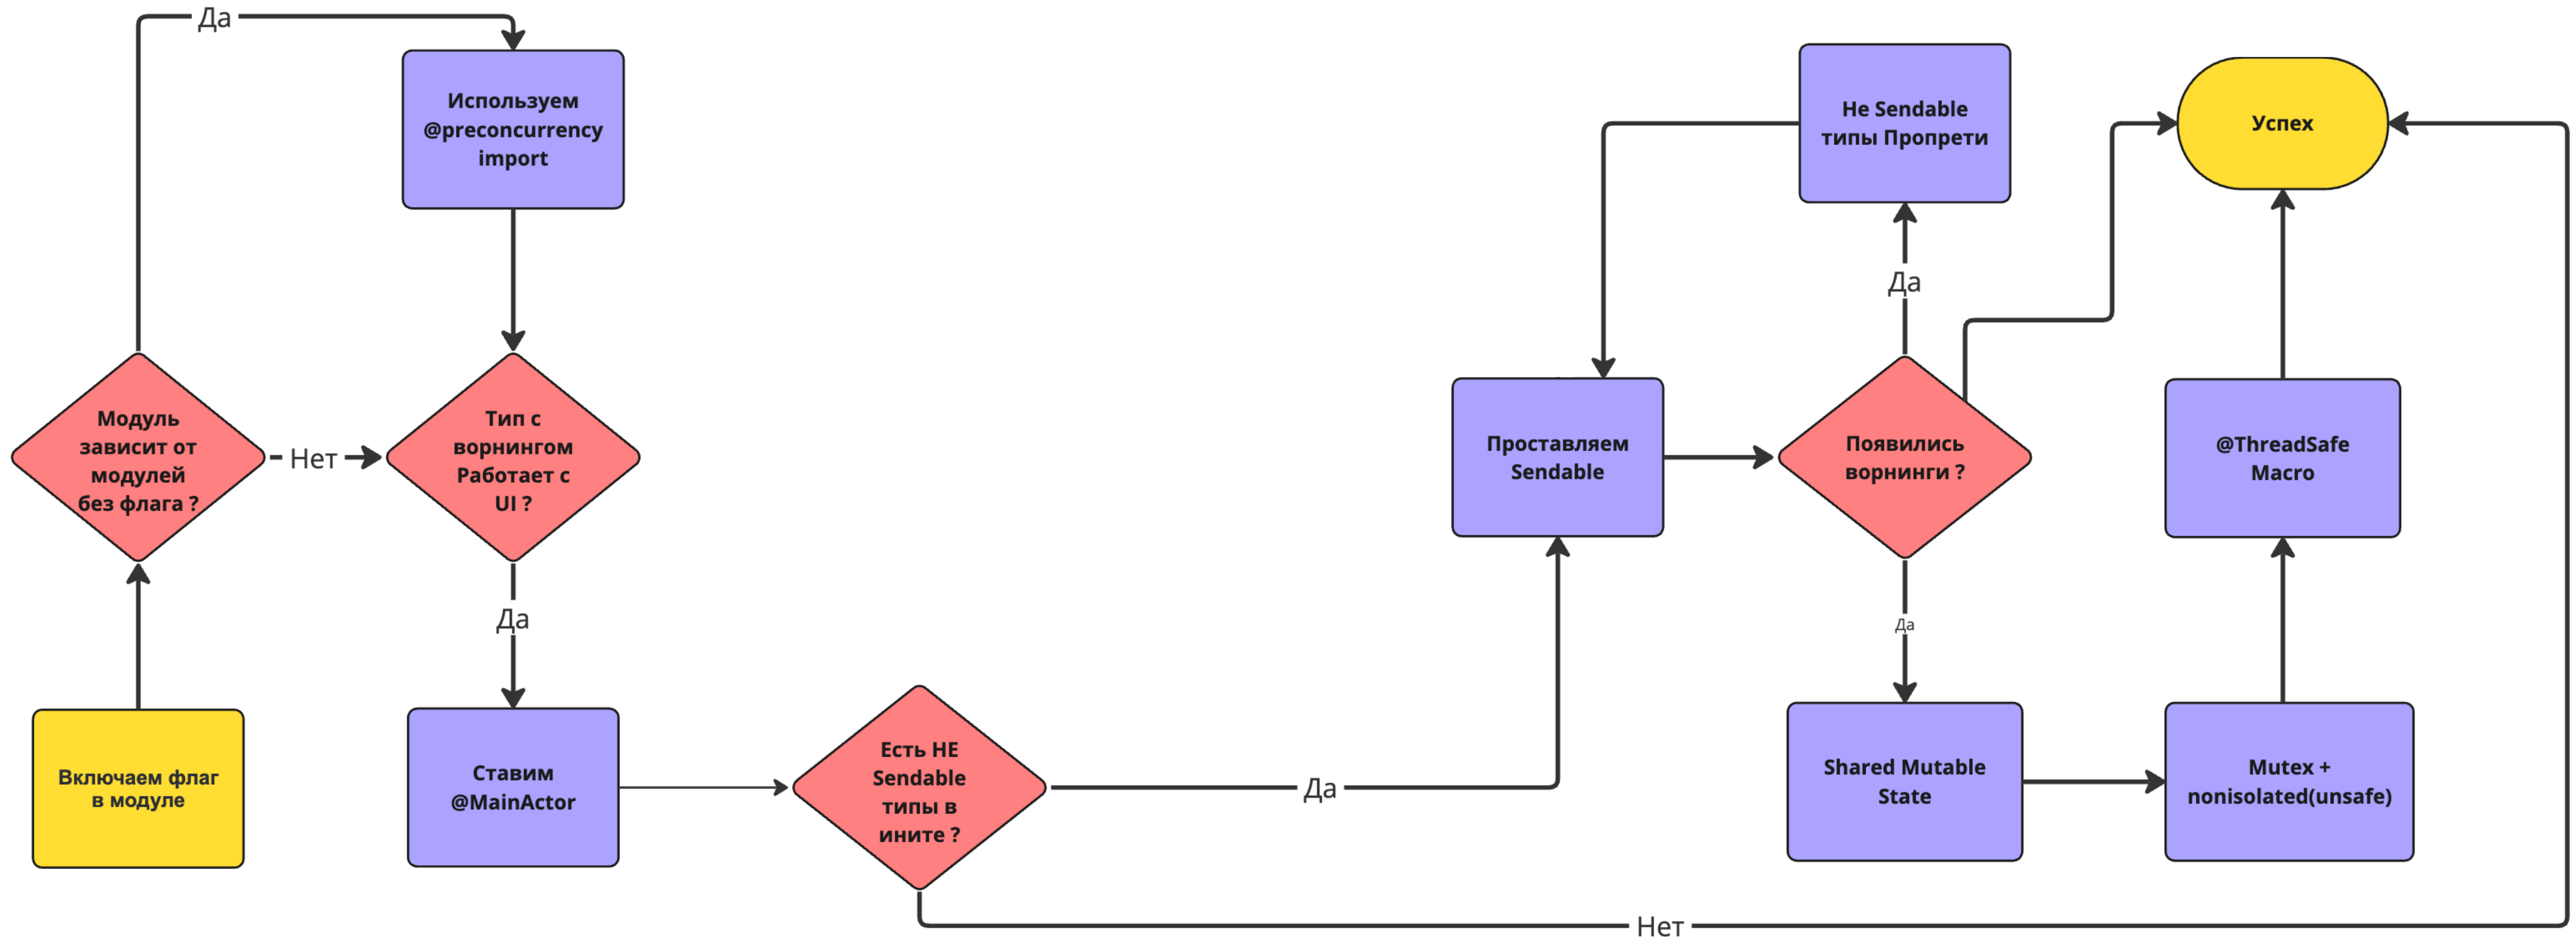 Да
Используем
@preconcurrency
import
Не Sendable
типы Пропрети
Успех
Да
Модуль
зависит от
модулей
без флага ?
Нет
Тип с
ворнингом
Работает с
UI ?
Проставляем
Sendable
Появились
ворнинги ?
@ThreadSafe
Macro
Да
Да
Включаем флаг
в модуле
Ставим
@MainActor
Есть НЕ
Sendable
типы в
ините ?
Да
Shared Mutable
State
Mutex +
nonisolated(unsafe)
Нет